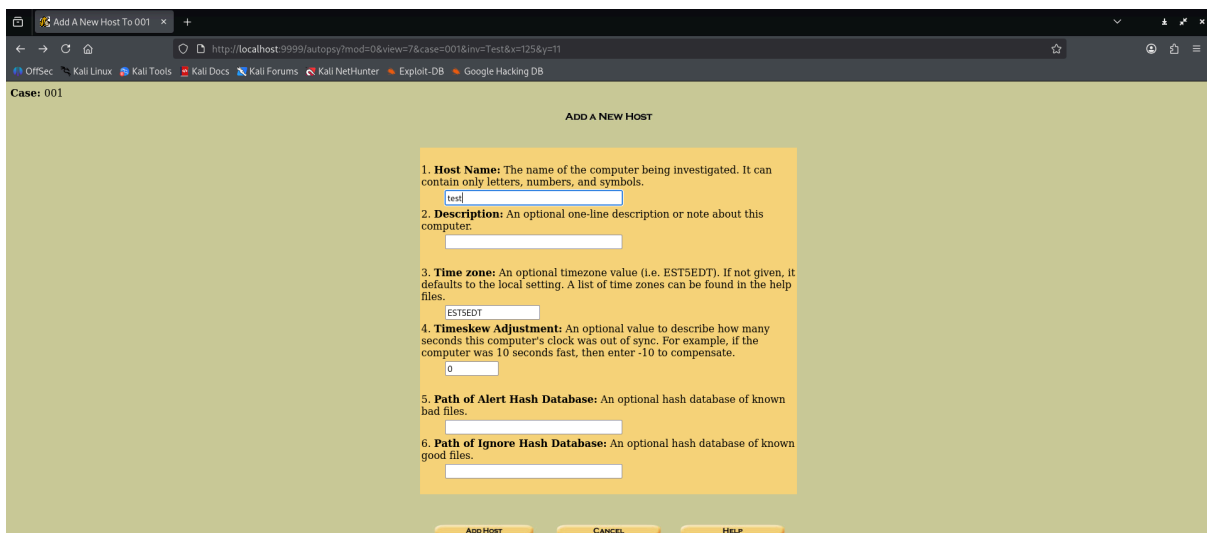 Add A New Host To 001
http://localhost:9999/autopsy?mod=0&view=7&case=001&inv=Test&x=125&y=11
OffSec Kali Linux Kali Tools Kali Docs Kali Forums Kali NetHunter Exploit-DB Google Hacking DB
Case: 001
ADD A NEW HOST
1. Host Name: The name of the computer being investigated. It can
contain only letters, numbers, and symbols.
test
2. Description: An optional one-line description or note about this
computer.
3. Time zone: An optional timezone value (i.e. EST5EDT). If not given, it
defaults to the local setting. A list of time zones can be found in the help
files.
EST5EDT
4. Timeskew Adjustment: An optional value to describe how many
seconds this computer's clock was out of sync. For example, if the
computer was 10 seconds fast, then enter -10 to compensate.
0
5. Path of Alert Hash Database: An optional hash database of known
bad files.
6. Path of Ignore Hash Database: An optional hash database of known
good files.
ADD HOST CANCEL HELP